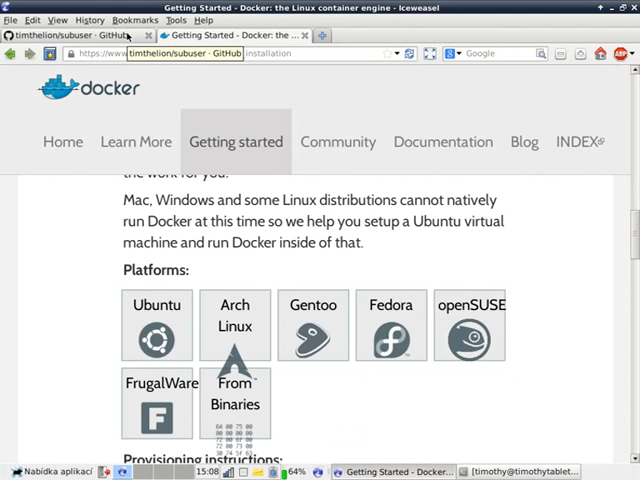 Getting Started - Docker: the Linux container engine - Iceweasel
File Edit View History Bookmarks Tools Help
timthelion/subuser · GitHub
Getting Started - Docker: the ...
https://www
timthelion/subuser · GitHub
installation
Google
docker
Home Learn More Getting started Community Documentation Blog INDEX
the work for you.
Mac, Windows and some Linux distributions cannot natively
run Docker at this time so we help you setup a Ubuntu virtual
machine and run Docker inside of that.
Platforms:
Ubuntu
Arch
Linux
Gentoo
Fedora
openSUSE
FrugalWare
From
Binaries
Provisioning instructions:
Nabídka aplikací 15:08 64% Getting Started - Docker... [timothy@timothytablet...